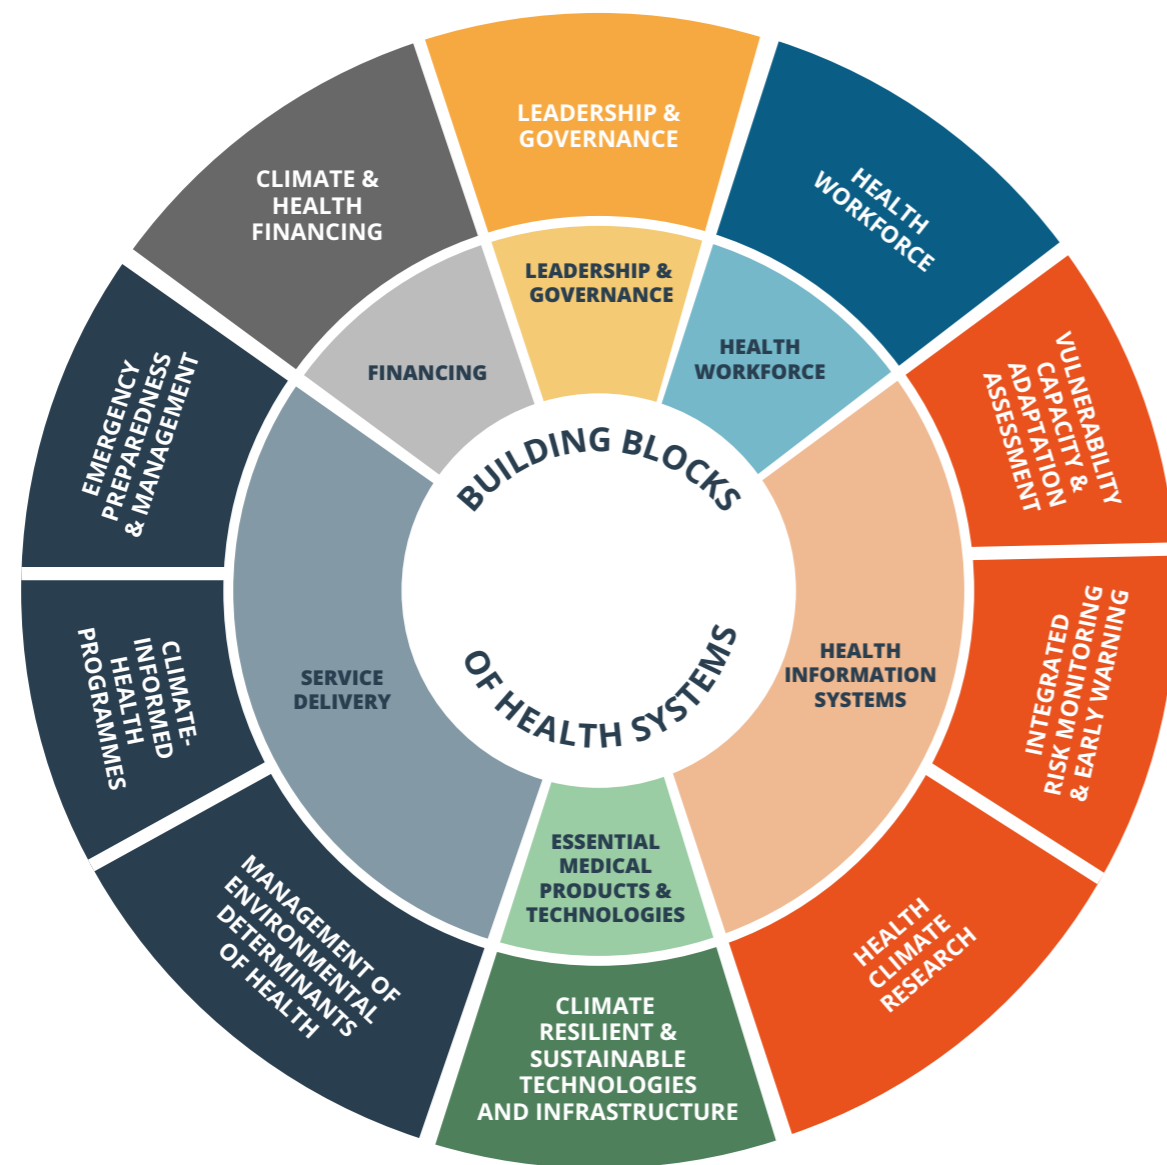 LEADERSHIP &
GOVERNANCE
HEALTH
WORKFORCE
VULNERABILITY
CAPACITY &
ADAPTATION
ASSESSMENT
INTEGRATED
RISK MONITORING
& EARLY WARNING
HEALTH
CLIMATE
RESEARCH
CLIMATE
RESILIENT &
SUSTAINABLE
TECHNOLOGIES
AND INFRASTRUCTURE
MANAGEMENT OF
ENVIRONMENTAL
DETERMINANTS
OF HEALTH
CLIMATE-
INFORMED
HEALTH
PROGRAMMES
EMERGENCY
PREPAREDNESS
& MANAGEMENT
CLIMATE &
HEALTH
FINANCING
LEADERSHIP &
GOVERNANCE
HEALTH
WORKFORCE
HEALTH
INFORMATION
SYSTEMS
ESSENTIAL
MEDICAL
PRODUCTS &
TECHNOLOGIES
SERVICE
DELIVERY
FINANCING
BUILDING BLOCKS
OF HEALTH SYSTEMS